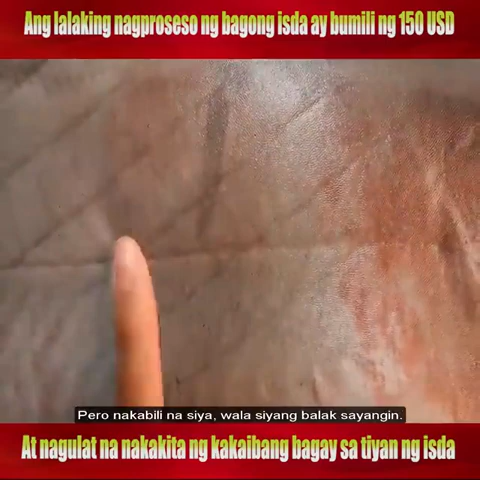 Ang lalaking nagproseso ng bagong isda ay bumili ng 150 USD
Pero nakabili na siya, wala siyang balak sayangin.
At nagulat na nakakita ng kakaibang bagay sa tiyan ng isda